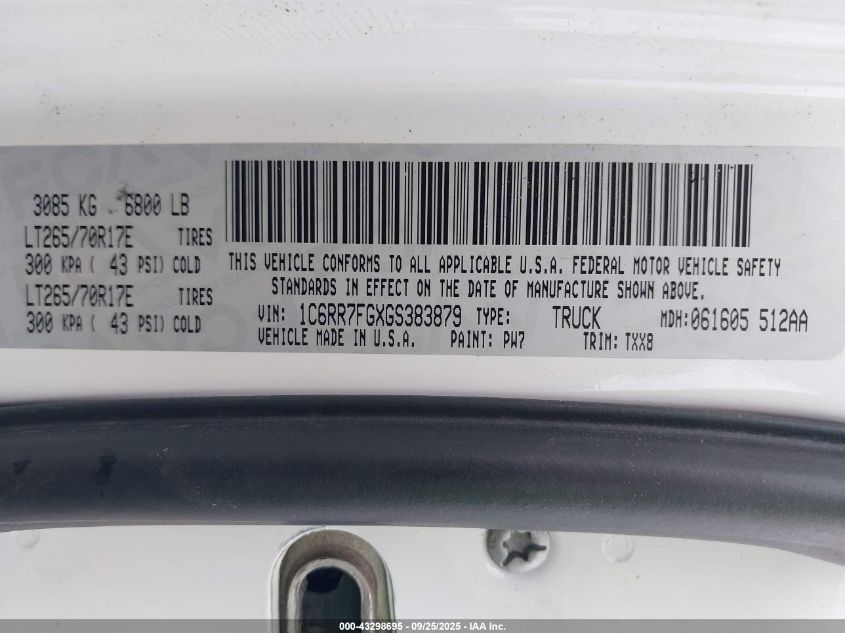 3085 KG 6800 LB
LT265/70R17E TIRES
300 KPA ( 43 PSI) COLD
LT265/70R17E TIRES
300 KPA ( 43 PSI) COLD
THIS VEHICLE CONFORMS TO ALL APPLICABLE U.S.A. FEDERAL MOTOR VEHICLE SAFETY
STANDARDS IN EFFECT ON THE DATE OF MANUFACTURE SHOWN ABOVE.
VIN: 1C6RR7FGXGS383879 TYPE: TRUCK MDH:061605 512AA
VEHICLE MADE IN U.S.A. PAINT: PW7 TRIM: TXX8
000-43298695 - 09/25/2025 - IAA Inc.